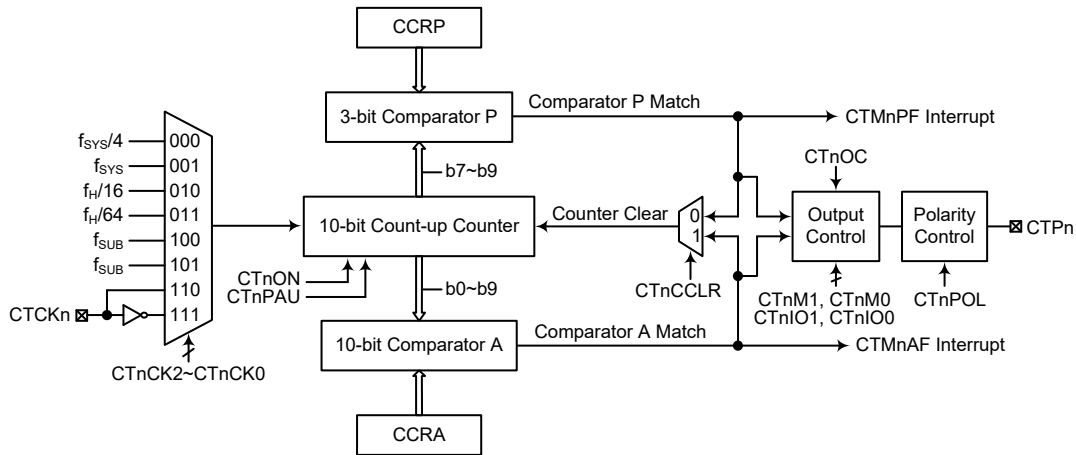 CCRP
3-bit Comparator P
Comparator P Match
CTMnPF Interrupt
b7~b9
fSYS/4
fSYS
fH/16
fH/64
fSUB
fSUB
000
001
010
011
100
101
110
111
CTCKn
CTnCK2~CTnCK0
10-bit Count-up Counter
CTnON
CTnPAU
Counter Clear
0
1
CTnCCLR
CTnOC
Output
Control
CTnM1, CTnM0
CTnIO1, CTnIO0
Polarity
Control
CTnPOL
CTPn
b0~b9
10-bit Comparator A
Comparator A Match
CTMnAF Interrupt
CCRA